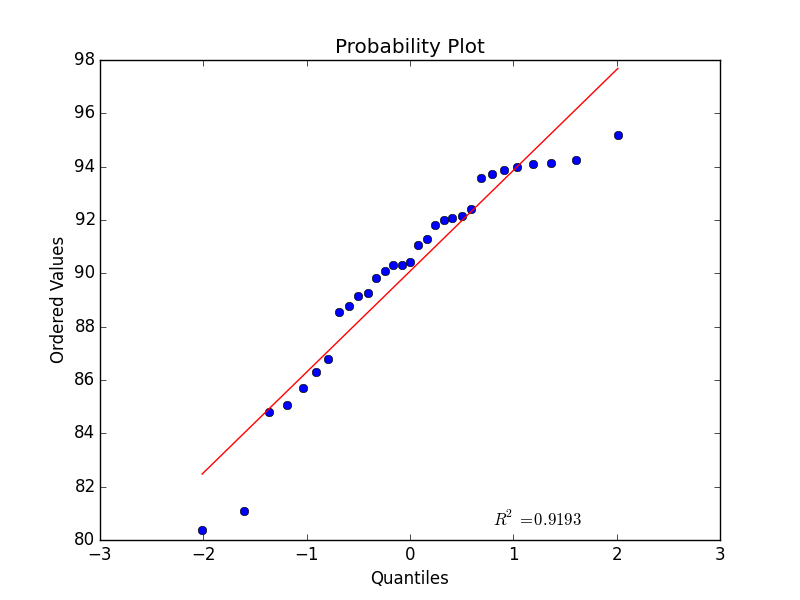 Probability Plot
98
96
94
92
90
88
86
84
82
80
Ordered Values
R² =0.9193
−3 −2 −1 0 1 2 3
Quantiles